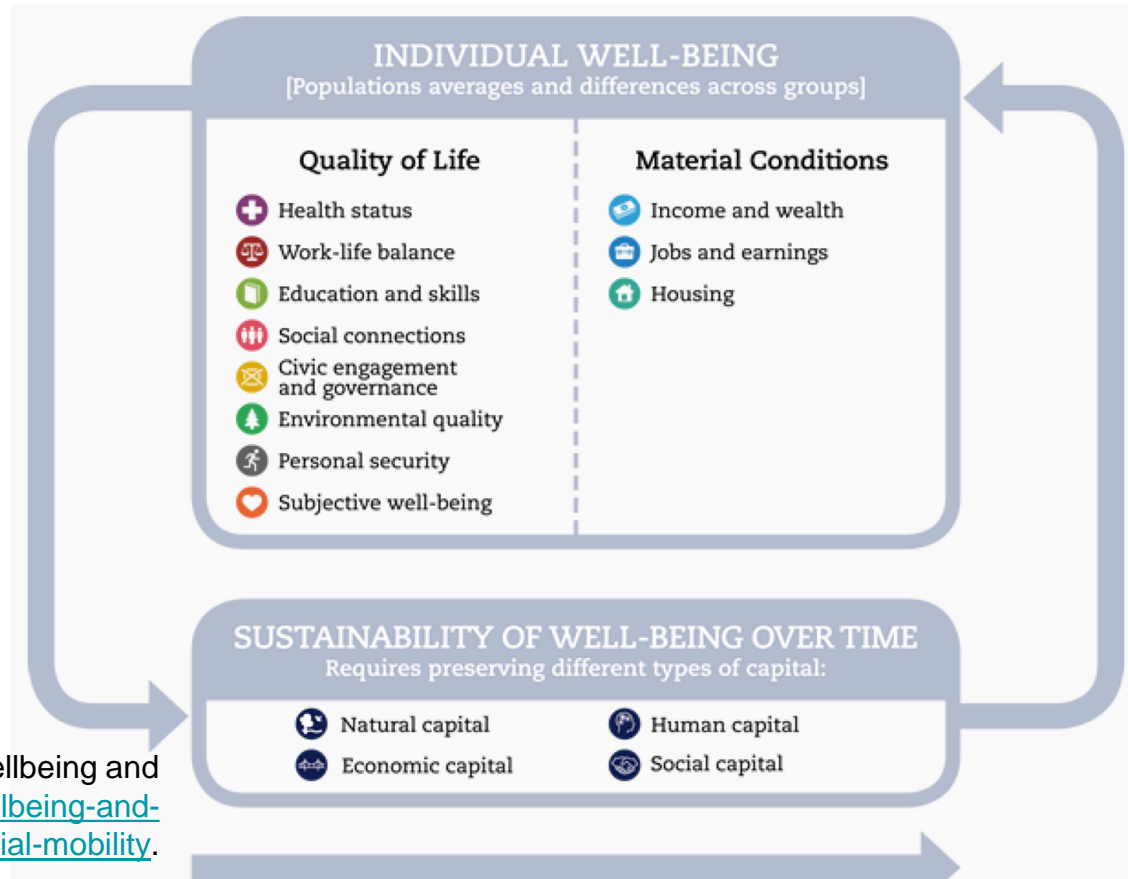 INDIVIDUAL WELL-BEING
[Populations averages and differences across groups]
Quality of Life
Health status
Work-life balance
Education and skills
Social connections
Civic engagement
and governance
Environmental quality
Personal security
Subjective well-being
Material Conditions
Income and wealth
Jobs and earnings
Housing
SUSTAINABILITY OF WELL-BEING OVER TIME
Requires preserving different types of capital:
Natural capital
Economic capital
Human capital
Social capital
ellbeing and
lbeing-and-
ial-mobility.